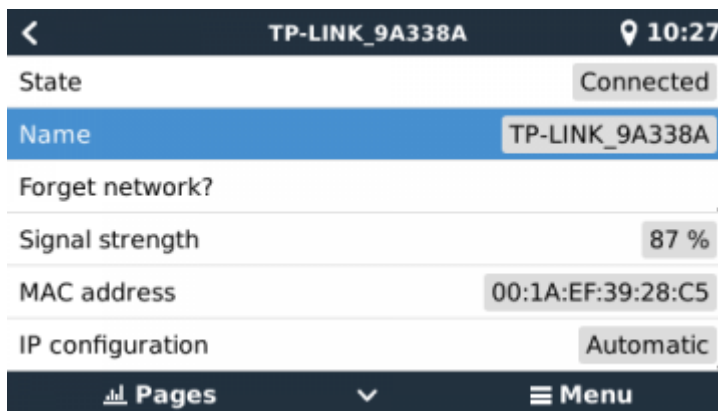 TP-LINK_9A338A 10:27
State Connected
Name TP-LINK_9A338A
Forget network?
Signal strength 87 %
MAC address 00:1A:EF:39:28:C5
IP configuration Automatic
Pages Menu